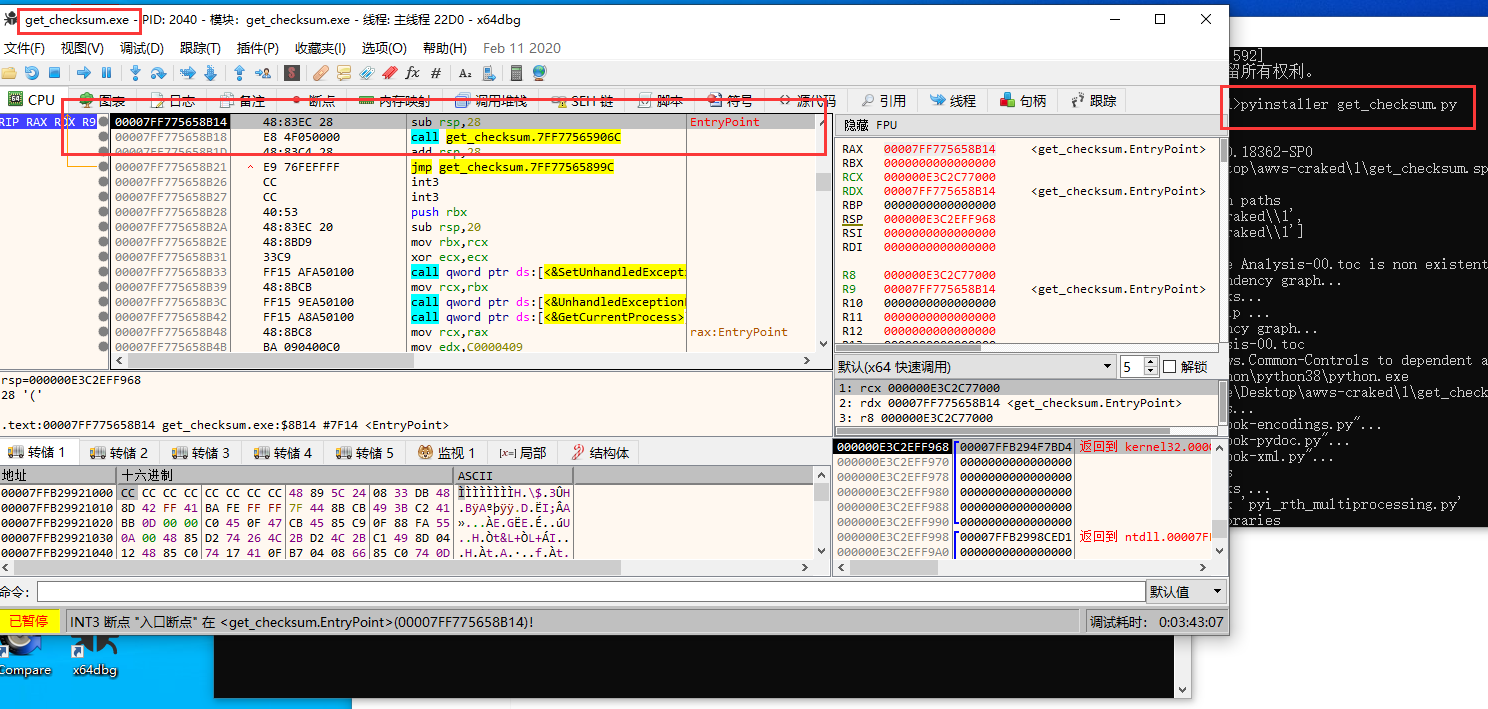 get_checksum.exe - PID: 2040 - 模块: get_checksum.exe - 线程: 主线程 22D0 - x64dbg
文件(F) 视图(V) 调试(D) 跟踪(T) 插件(P) 收藏夹(I) 选项(O) 帮助(H) Feb 11 2020
CPU 图表 日志 备注 断点 内存映射 调用堆栈 SEH 链 脚本 符号 源代码 引用 线程 句柄 跟踪
RIP RAX RDX R9
00007FF775658B14 48:83EC 28 sub rsp,28 EntryPoint
00007FF775658B18 E8 4F050000 call get_checksum.7FF77565906C
00007FF775658B1D 48:83C4 28 add rsp,28
00007FF775658B21 ^ E9 76FEFFFF jmp get_checksum.7FF77565899C
00007FF775658B26 CC int3
00007FF775658B27 CC int3
00007FF775658B28 40:53 push rbx
00007FF775658B2A 48:83EC 20 sub rsp,20
00007FF775658B2E 48:8BD9 mov rbx,rcx
00007FF775658B31 33C9 xor ecx,ecx
00007FF775658B33 FF15 AFA50100 call qword ptr ds:[<&SetUnhandledExcepti
00007FF775658B39 48:8BCB mov rcx,rbx
00007FF775658B3C FF15 9EA50100 call qword ptr ds:[<&UnhandledException
00007FF775658B42 FF15 A8A50100 call qword ptr ds:[<&GetCurrentProcess>
00007FF775658B48 48:8BC8 mov rcx,rax rax:EntryPoint
00007FF775658B4B BA 090400C0 mov edx,C0000409
隐藏 FPU
RAX 00007FF775658B14 <get_checksum.EntryPoint>
RBX 0000000000000000
RCX 000000E3C2C77000
RDX 00007FF775658B14 <get_checksum.EntryPoint>
RBP 0000000000000000
RSP 000000E3C2EFF968
RSI 0000000000000000
RDI 0000000000000000
R8 000000E3C2C77000
R9 00007FF775658B14 <get_checksum.EntryPoint>
R10 0000000000000000
R11 0000000000000000
R12 0000000000000000
默认(x64 快速调用) 5 解锁
1: rcx 000000E3C2C77000
2: rdx 00007FF775658B14 <get_checksum.EntryPoint>
3: r8 000000E3C2C77000
rsp=000000E3C2EFF968
28 '('
.text:00007FF775658B14 get_checksum.exe:$8B14 #7F14 <EntryPoint>
转储 1 转储 2 转储 3 转储 4 转储 5 监视 1 [x=] 局部 结构体
地址 十六进制 ASCII
00007FFB29921000 CC CC CC CC CC CC CC CC 48 89 5C 24 08 33 DB 48 ÌÌÌÌÌÌÌÌH.\$.3ÛH
00007FFB29921010 8D 42 FF 41 BA FE FF FF 7F 44 8B CB 49 3B C2 41 .BÿAºþÿÿ.D.ËI;ÂA
00007FFB29921020 BB 0D 00 00 C0 45 0F 47 CB 45 85 C9 0F 88 FA 55 »...ÀE.GËE.É..úU
00007FFB29921030 0A 00 48 85 D2 74 26 4C 2B D2 4C 2B C1 49 8D 04 ..H.Òt&L+ÒL+ÁI..
00007FFB29921040 12 48 85 C0 74 17 41 0F B7 04 08 66 85 C0 74 0D .H.Àt.A.·..f.Àt.
000000E3C2EFF968 00007FFB294F7BD4 返回到 kernel32.0000
000000E3C2EFF970 0000000000000000
000000E3C2EFF978 0000000000000000
000000E3C2EFF980 0000000000000000
000000E3C2EFF988 0000000000000000
000000E3C2EFF990 0000000000000000
000000E3C2EFF998 00007FFB2998CED1 返回到 ntdll.00007FF
000000E3C2EFF9A0 0000000000000000
命令: 默认值
已暂停 INT3 断点 "入口断点" 在 <get_checksum.EntryPoint>(00007FF775658B14)! 调试耗时: 0:03:43:07
Compare x64dbg
592]
留所有权利。
>pyinstaller get_checksum.py
0.18362-SP0
top\awvs-craked\1\get_checksum.sp
n paths
raked\\1',
raked\\1']
e Analysis-00.toc is non existent
ndency graph...
ks...
ip ...
ncy graph...
sis-00.toc
ws.Common-Controls to dependent a
hon\python38\python.exe
e\Desktop\awvs-craked\1\get_check
s...
ook-encodings.py"...
ook-pydoc.py"...
ook-xml.py"...
s
ks ...
k 'pyi_rth_multiprocessing.py'
braries